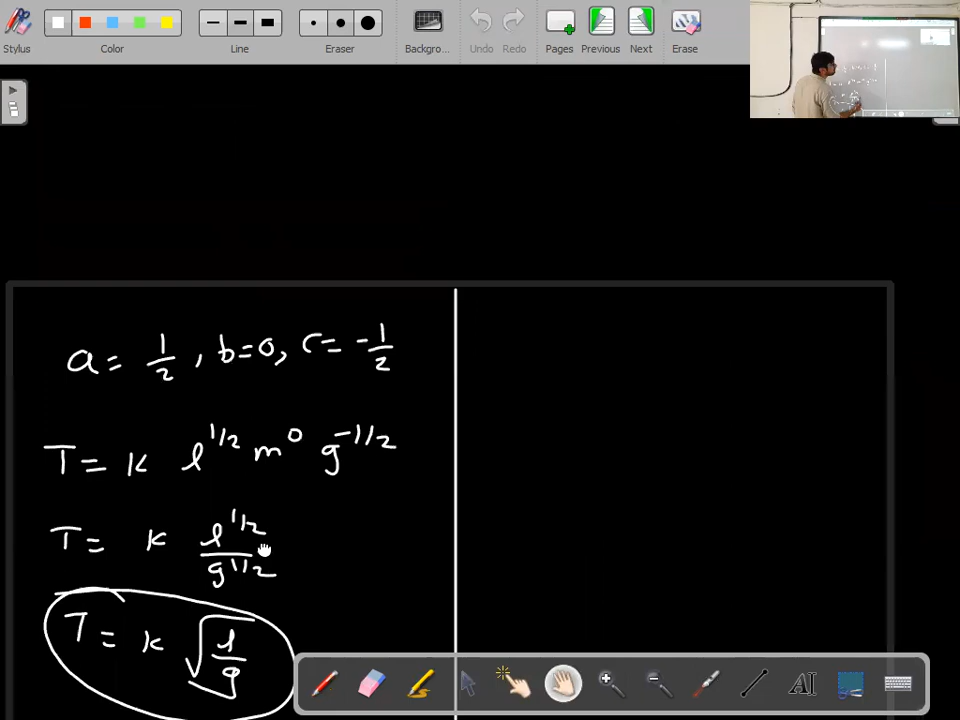 Stylus
Color
Line
Eraser
Backgro...
Undo
Redo
Pages
Previous
Next
Erase
a = 1/2 , b=0, c= -1/2
T = k l^1/2 m^0 g^-1/2
T = k l^1/2 / g^1/2
T = k √(l/g)
AI